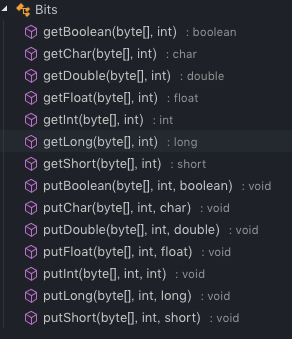 Bits
getBoolean(byte[], int) : boolean
getChar(byte[], int) : char
getDouble(byte[], int) : double
getFloat(byte[], int) : float
getInt(byte[], int) : int
getLong(byte[], int) : long
getShort(byte[], int) : short
putBoolean(byte[], int, boolean) : void
putChar(byte[], int, char) : void
putDouble(byte[], int, double) : void
putFloat(byte[], int, float) : void
putInt(byte[], int, int) : void
putLong(byte[], int, long) : void
putShort(byte[], int, short) : void